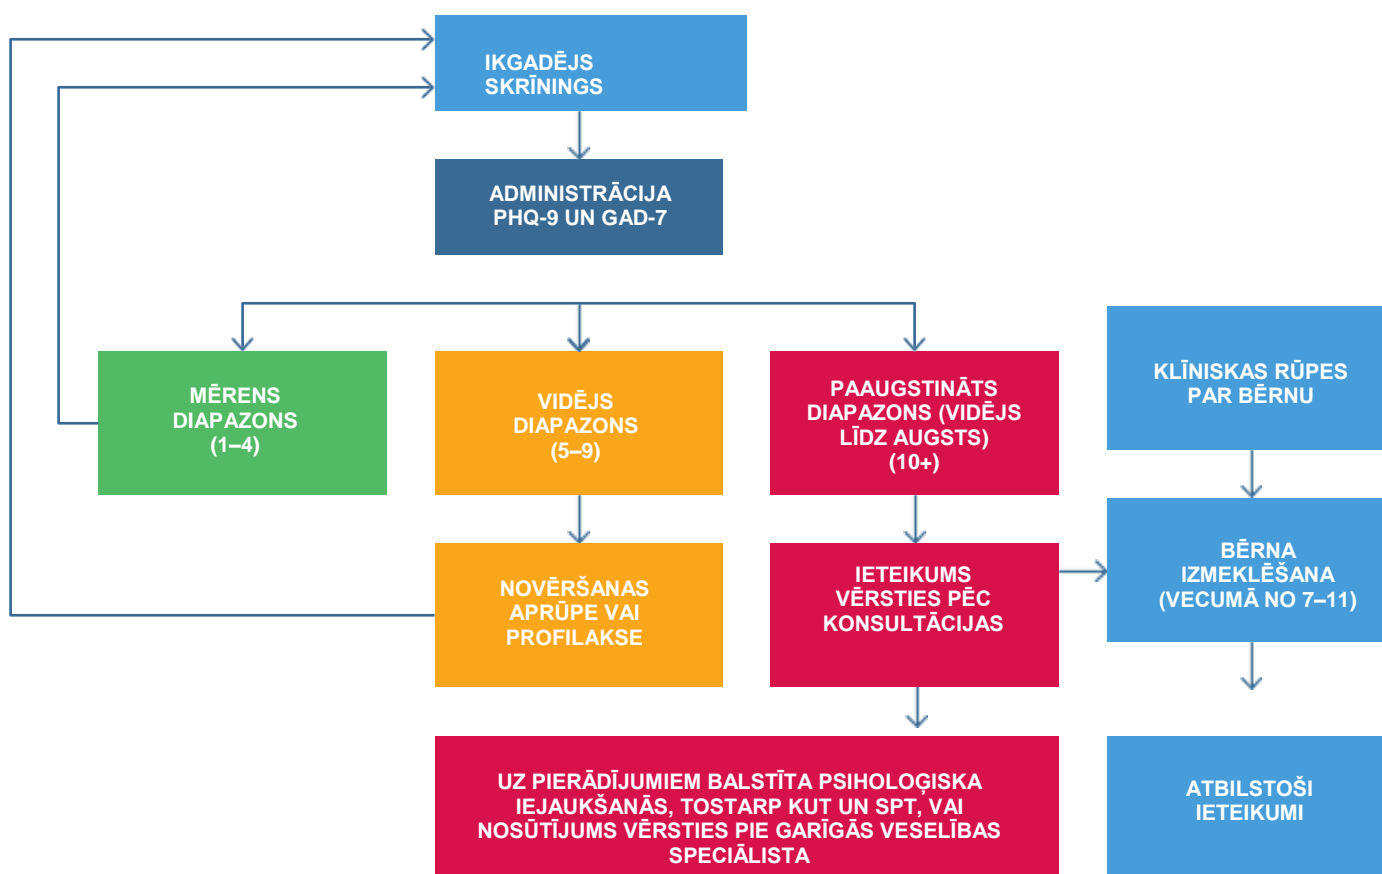 IKGADĒJS
SKRĪNINGS
ADMINISTRĀCIJA
PHQ-9 UN GAD-7
MĒRENS
DIAPAZONS
(1–4)
VIDĒJS
DIAPAZONS
(5–9)
PAAUGSTINĀTS
DIAPAZONS (VIDĒJS
LĪDZ AUGSTS)
(10+)
KLĪNISKAS RŪPES
PAR BĒRNU
NOVĒRŠANAS
APRŪPE VAI
PROFILAKSE
IETEIKUMS
VĒRSTIES PĒC
KONSULTĀCIJAS
BĒRNA
IZMEKLĒŠANA
(VECUMĀ NO 7–11)
UZ PIERĀDĪJUMIEM BALSTĪTA PSIHOLOĢISKA
IEJAUKŠANĀS, TOSTARP KUT UN SPT, VAI
NOSŪTĪJUMS VĒRSTIES PIE GARĪGĀS VESELĪBAS
SPECIĀLISTA
ATBILSTOŠI
IETEIKUMI